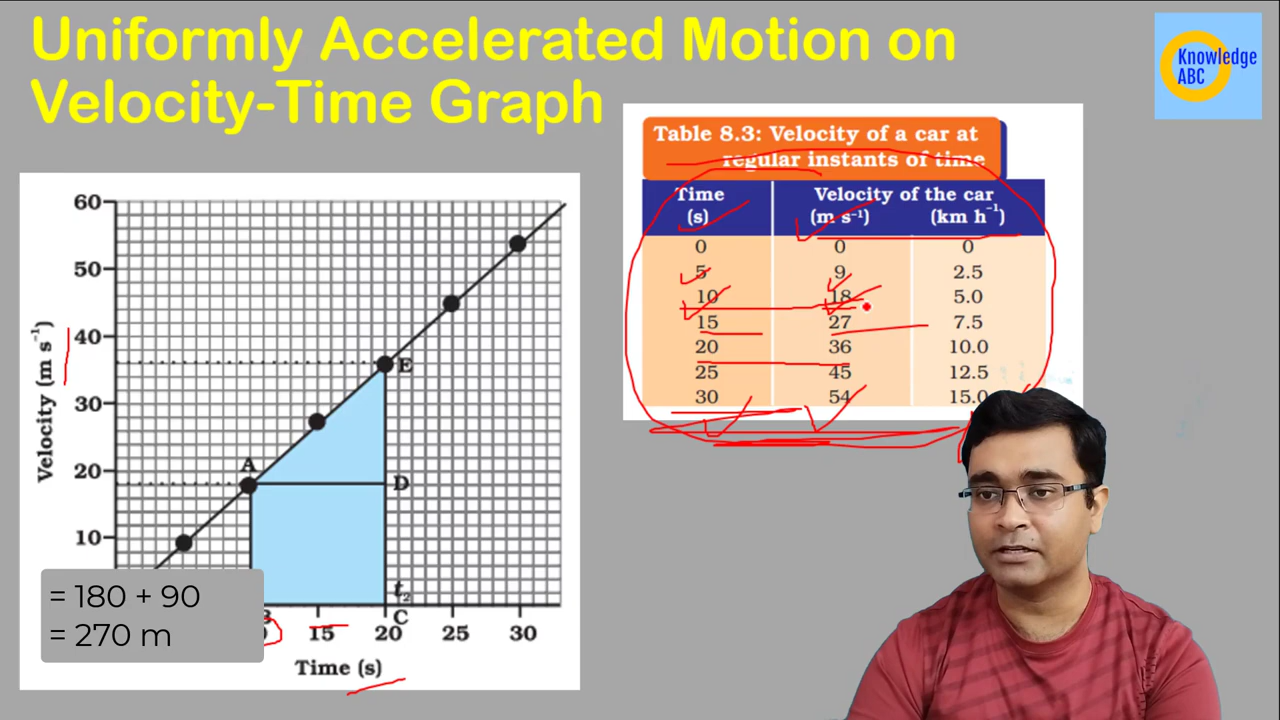 Uniformly Accelerated Motion on
Velocity-Time Graph
Knowledge
ABC
Table 8.3: Velocity of a car at
regular instants of time
Time Velocity of the car
(s) (m s⁻¹) (km h⁻¹)
0 0 0
5 9 2.5
10 18 5.0
15 27 7.5
20 36 10.0
25 45 12.5
30 54 15.0
60
50
40
30
20
10
Velocity (m s⁻¹)
E
A
D
t₂
C
15 20 25 30
Time (s)
= 180 + 90
= 270 m